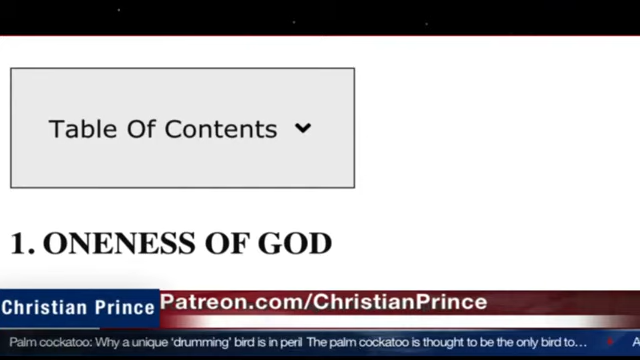 Table Of Contents
1. ONENESS OF GOD
Christian Prince
Patreon.com/ChristianPrince
Palm cockatoo: Why a unique 'drumming' bird is in peril The palm cockatoo is thought to be the only bird to...